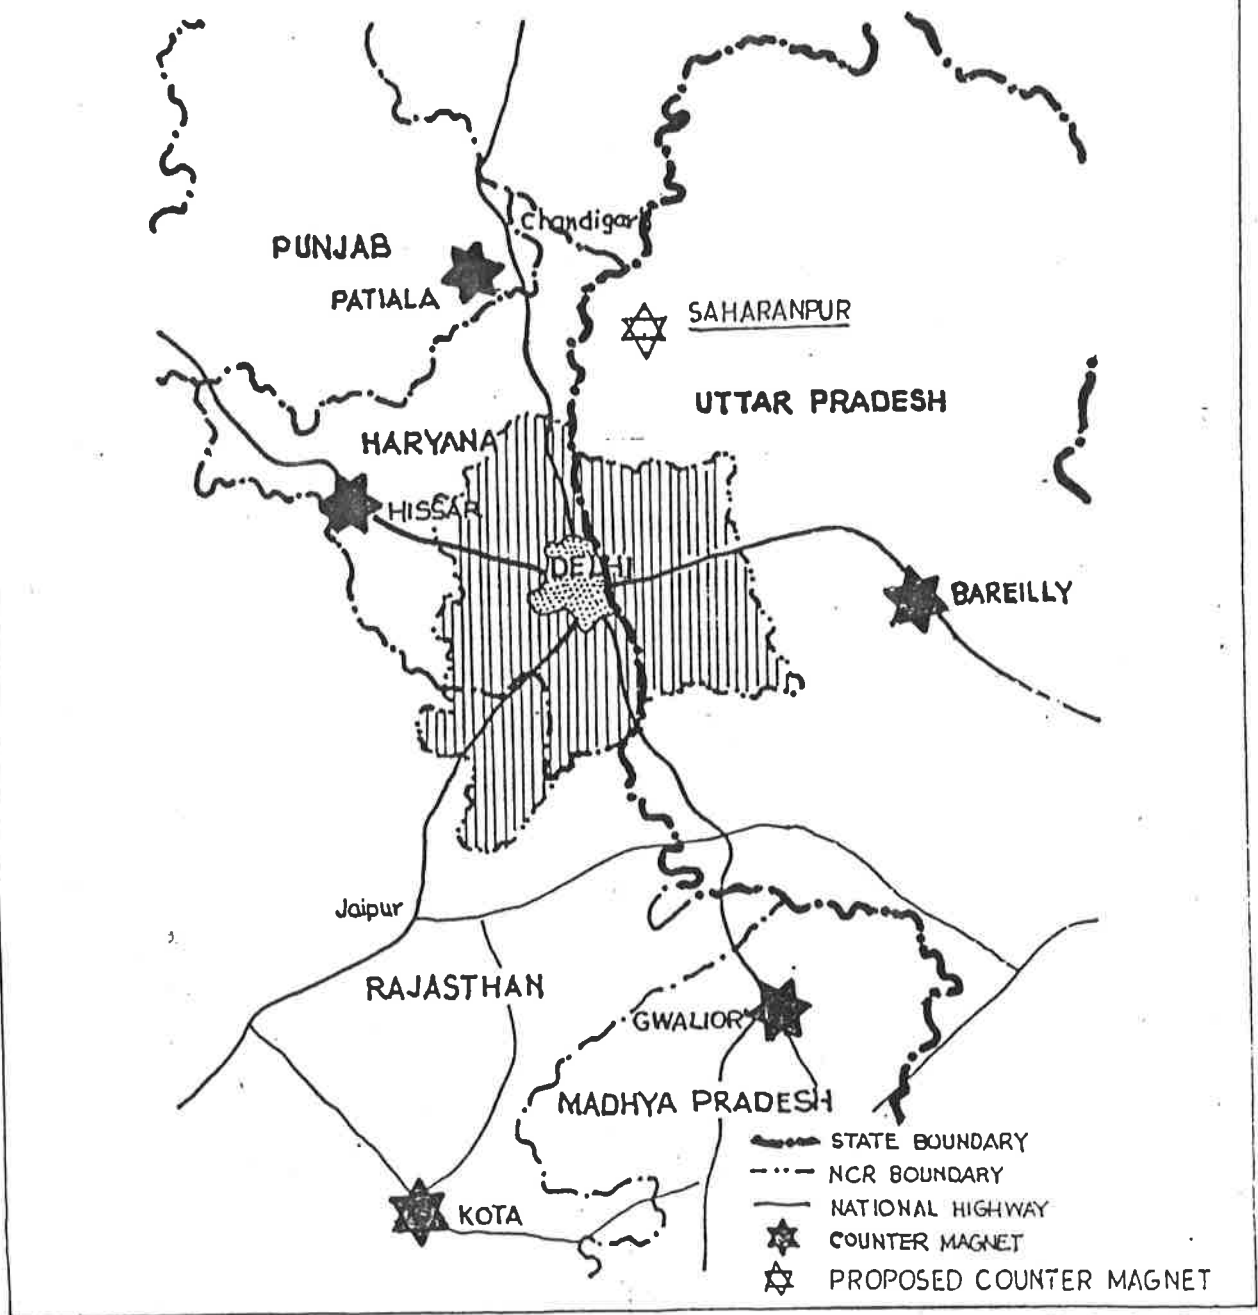 Chandigar
PUNJAB
PATIALA
SAHARANPUR
UTTAR PRADESH
HARYANA
HISSAR
DELHI
BAREILLY
Jaipur
RAJASTHAN
GWALIOR
MADHYA PRADESH
KOTA
STATE BOUNDARY
NCR BOUNDARY
NATIONAL HIGHWAY
COUNTER MAGNET
PROPOSED COUNTER MAGNET